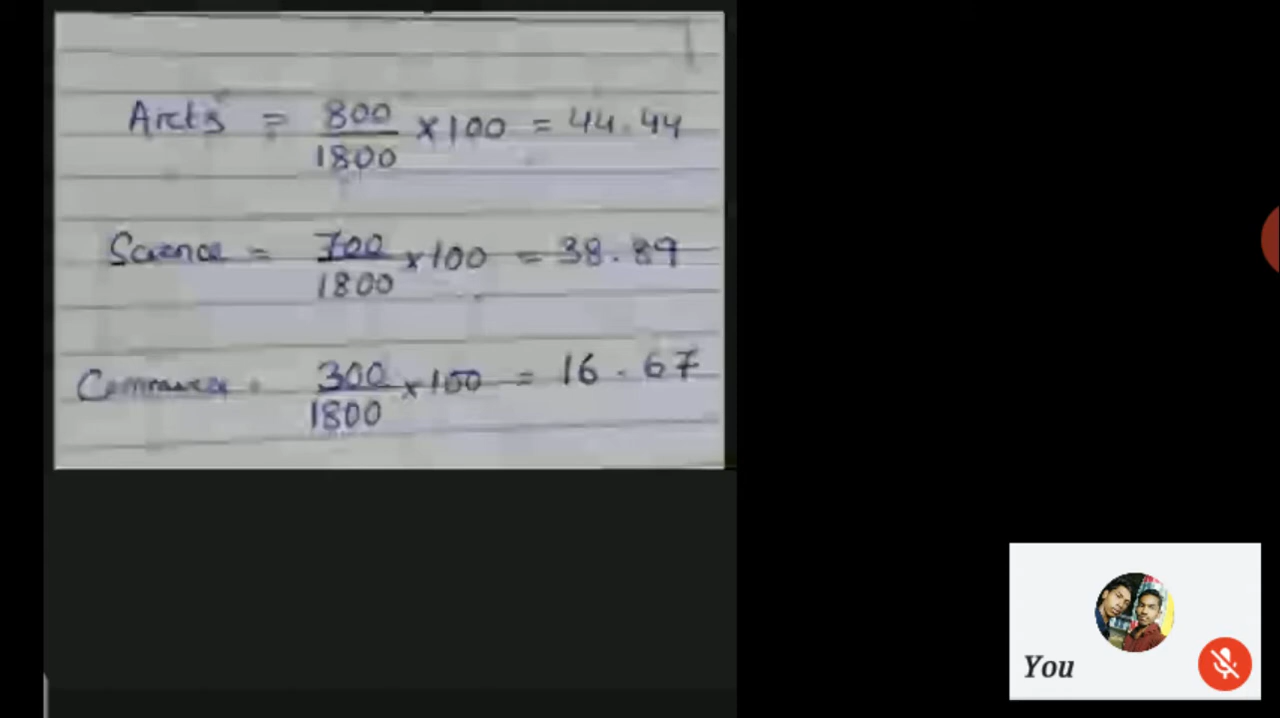 Arts = 800/1800 ×100 = 44.44
Science = 700/1800 ×100 = 38.89
Commerce = 300/1800 ×100 = 16.67
You